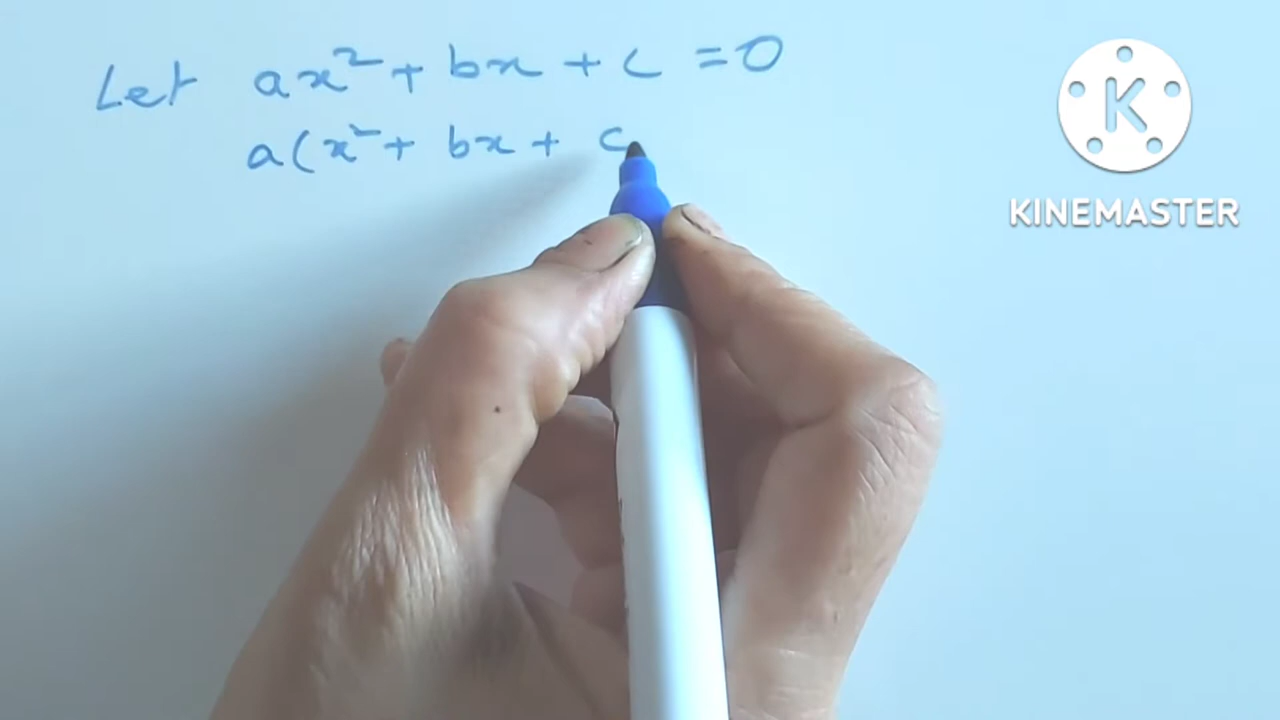 Let ax² + bx + c = 0
a(x² + bx + c
K
KINEMASTER